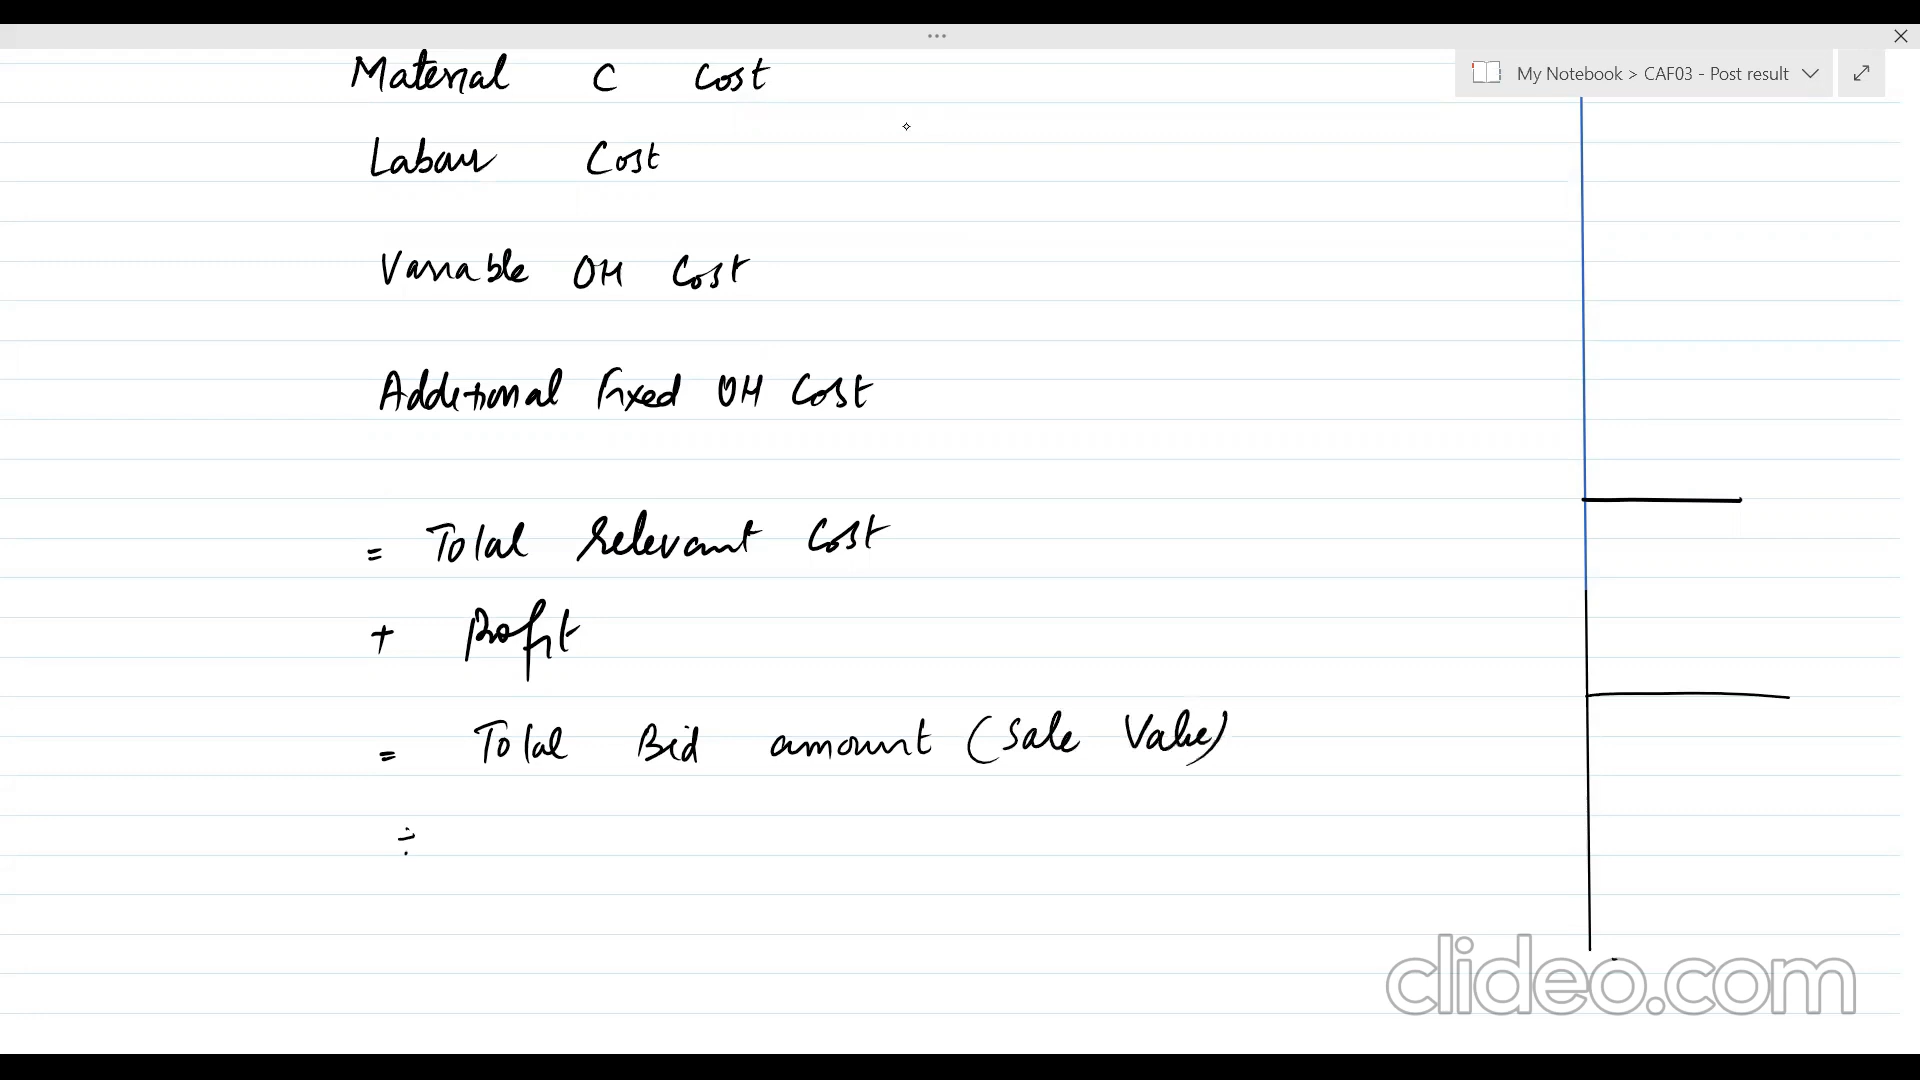 ...
Material C Cost
My Notebook > CAF03 - Post result
Labour Cost
Variable OH Cost
Additional Fixed OH Cost
= Total relevant Cost
+ Profit
= Total Bid amount (Sale Value)
÷
clideo.com